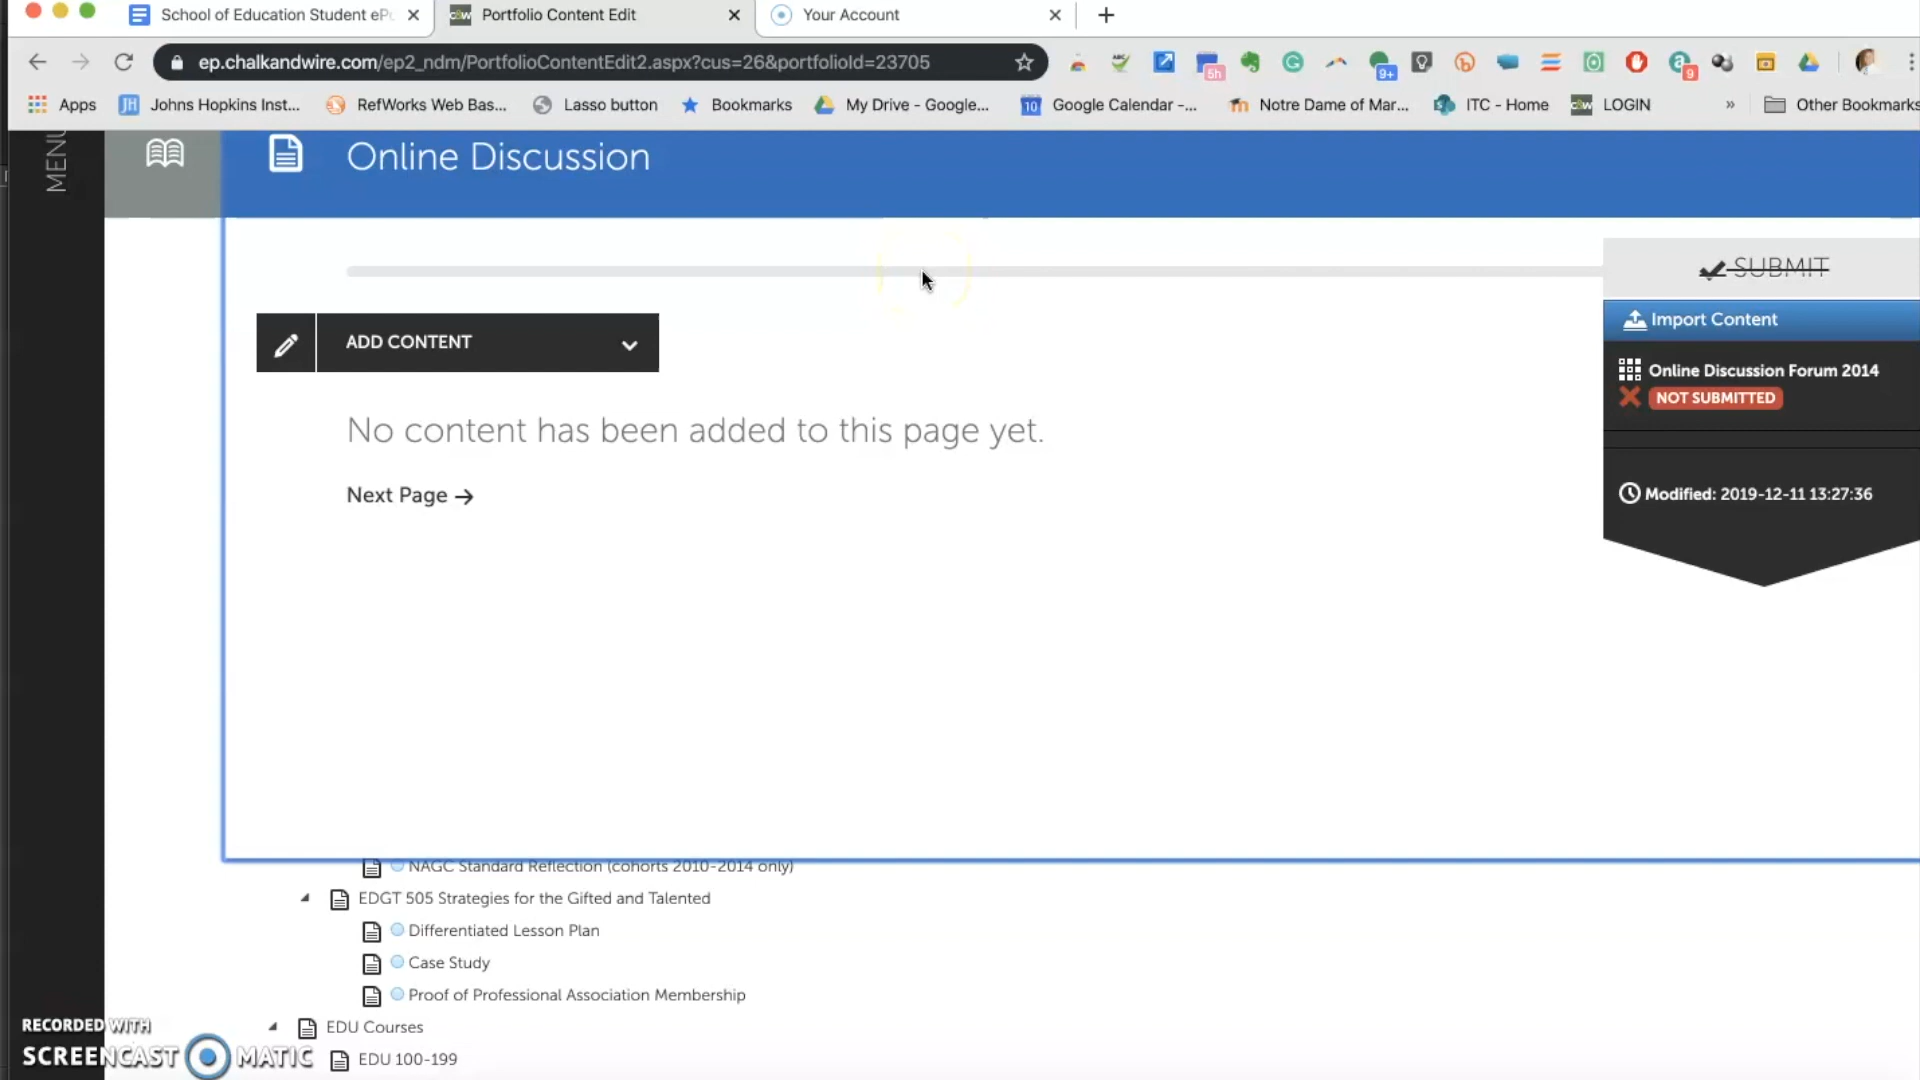 School of Education Student eP
Portfolio Content Edit
Your Account
ep.chalkandwire.com/ep2_ndm/PortfolioContentEdit2.aspx?cus=26&portfolioId=23705
5h
9+
9
Apps
JH Johns Hopkins Inst...
RefWorks Web Bas...
Lasso button
Bookmarks
My Drive - Google...
10 Google Calendar -...
Notre Dame of Mar...
ITC - Home
c&w LOGIN
»
Other Bookmarks
MENU
Online Discussion
SUBMIT
Import Content
ADD CONTENT
Online Discussion Forum 2014
NOT SUBMITTED
No content has been added to this page yet.
Next Page →
Modified: 2019-12-11 13:27:36
NAGC Standard Reflection (cohorts 2010-2014 only)
EDGT 505 Strategies for the Gifted and Talented
Differentiated Lesson Plan
Case Study
Proof of Professional Association Membership
EDU Courses
EDU 100-199
RECORDED WITH
SCREENCAST MATIC